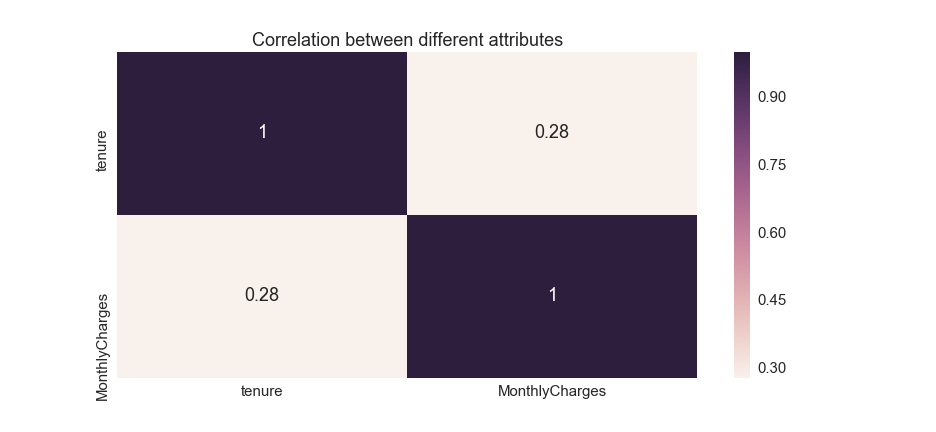 Correlation between different attributes
tenure
1
0.28
0.90
0.75
0.60
0.45
0.30
MonthlyCharges
0.28
1
tenure
MonthlyCharges